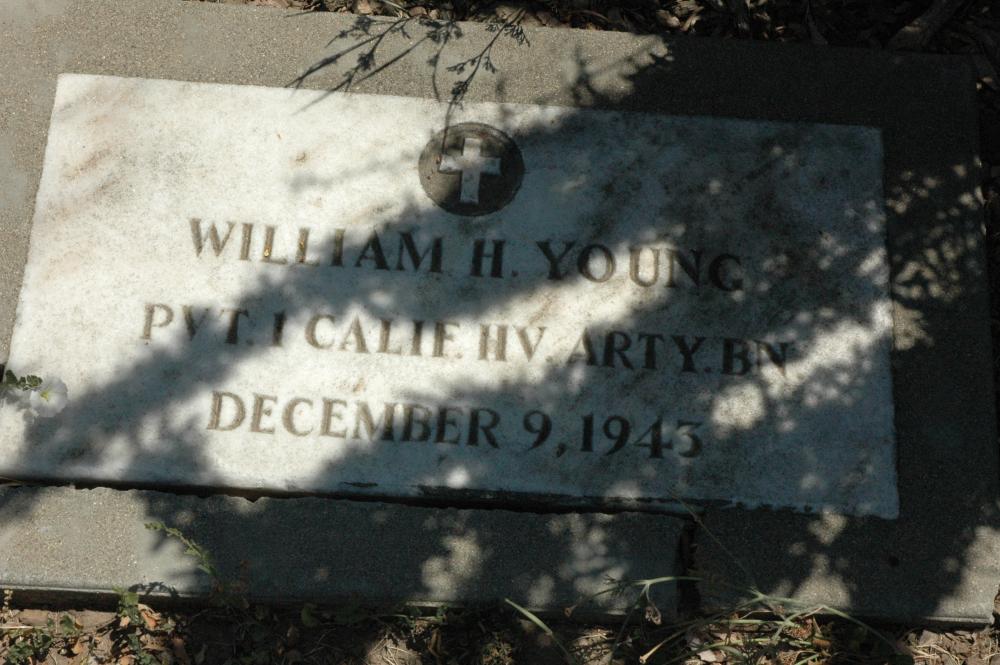 WILLIAM H. YOUNG
PVT. 1 CALIF. HV. ARTY. BN
DECEMBER 9, 1943